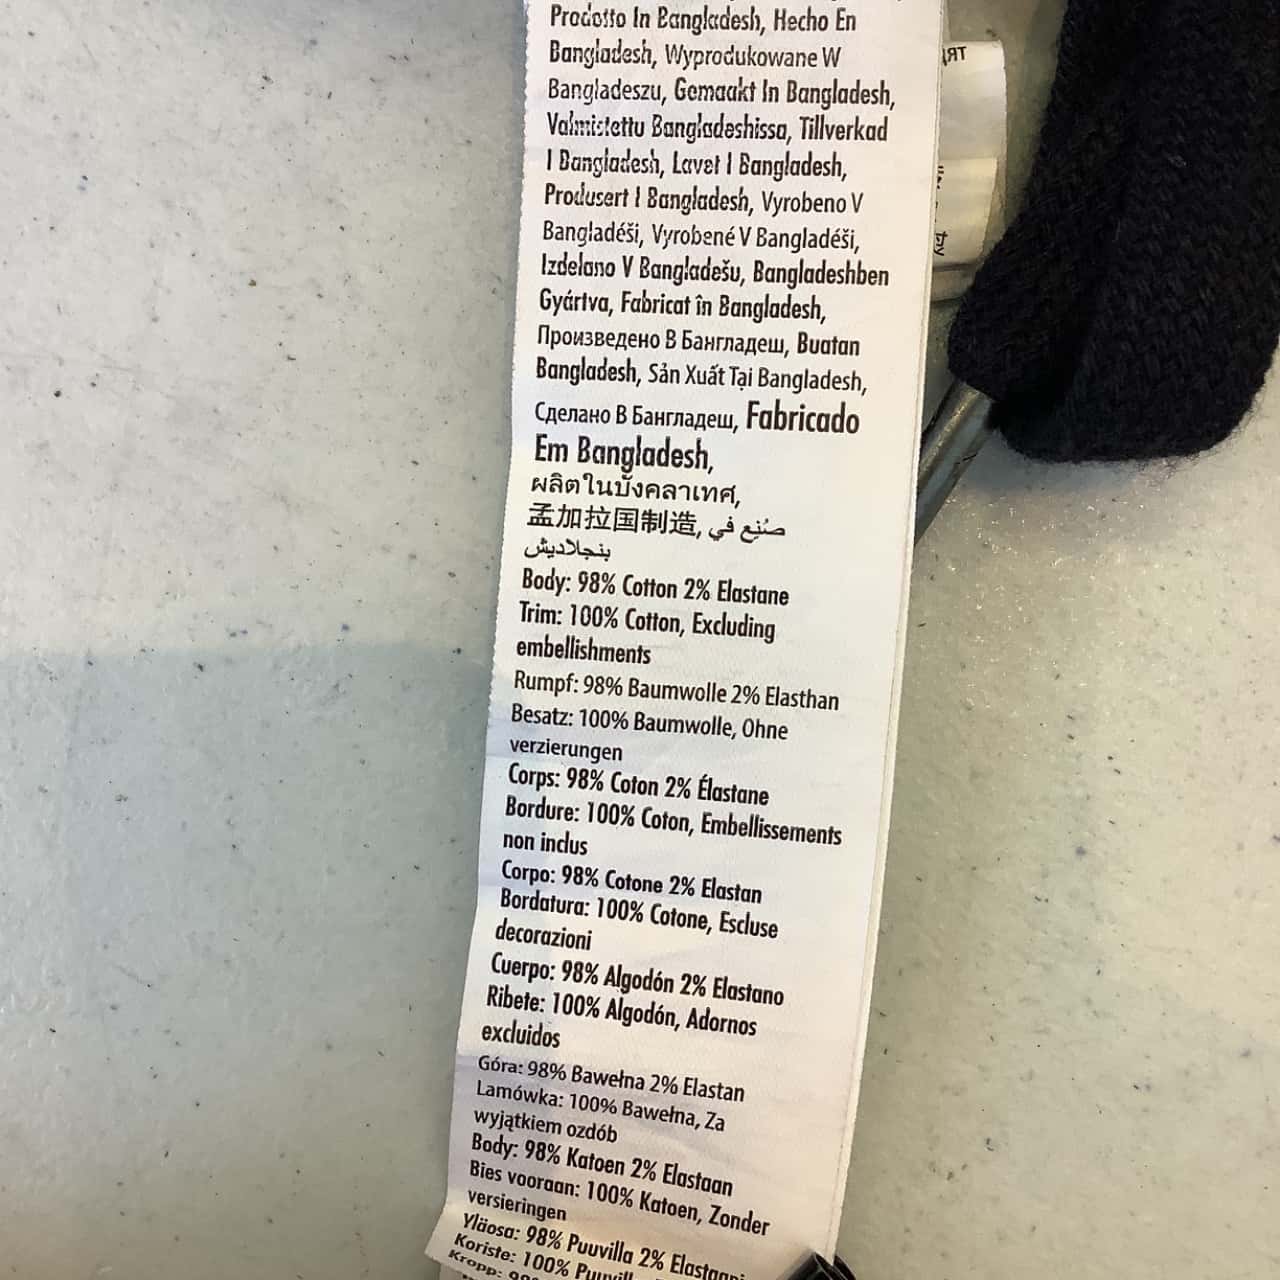 Prodotto In Bangladesh, Hecho En
Bangladesh, Wyprodukowane W
Bangladeszu, Gemaakt In Bangladesh,
Valmistettu Bangladeshissa, Tillverkad
I Bangladesh, Lavet I Bangladesh,
Produsert I Bangladesh, Vyrobeno V
Bangladéši, Vyrobené V Bangladéši,
Izdelano V Bangladešu, Bangladeshben
Gyártva, Fabricat în Bangladesh,
Произведено В Бангладеш, Buatan
Bangladesh, Sản Xuất Tại Bangladesh,
Сделано В Бангладеш, Fabricado
Em Bangladesh,
ผลิตในบังคลาเทศ,
孟加拉国制造, صُنِع في
بنجلاديش
Body: 98% Cotton 2% Elastane
Trim: 100% Cotton, Excluding
embellishments
Rumpf: 98% Baumwolle 2% Elasthan
Besatz: 100% Baumwolle, Ohne
verzierungen
Corps: 98% Coton 2% Élastane
Bordure: 100% Coton, Embellissements
non inclus
Corpo: 98% Cotone 2% Elastan
Bordatura: 100% Cotone, Escluse
decorazioni
Cuerpo: 98% Algodón 2% Elastano
Ribete: 100% Algodón, Adornos
excluidos
Góra: 98% Bawełna 2% Elastan
Lamówka: 100% Bawełna, Za
wyjątkiem ozdób
Body: 98% Katoen 2% Elastaan
Bies vooraan: 100% Katoen, Zonder
versieringen
Yläosa: 98% Puuvilla 2% Elastaani
Koriste: 100% Puuvill
Kropp: 98%